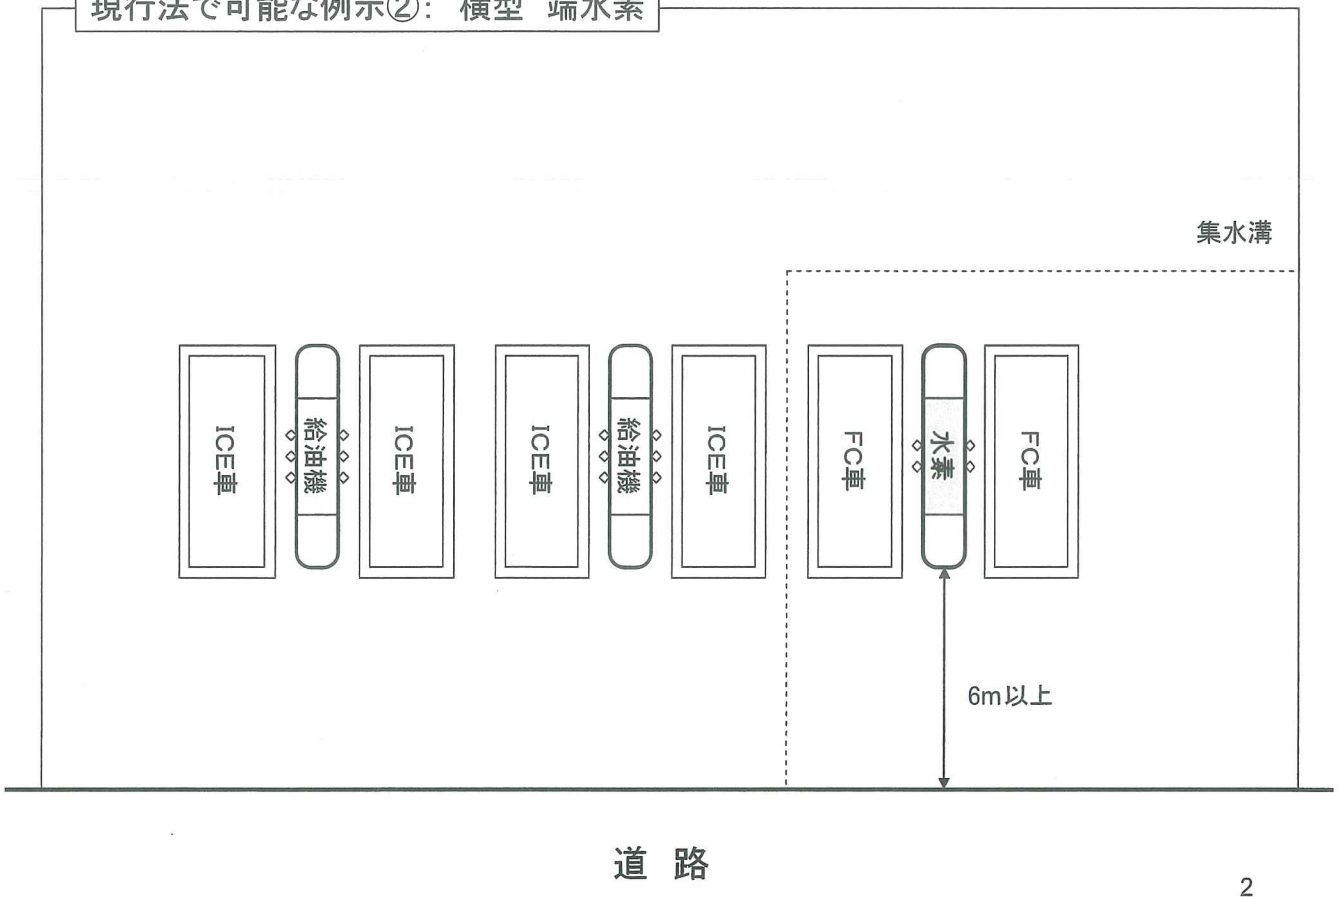 現行法で可能な例示②： 横型 端水素
集水溝
ICE車
給油機
ICE車
ICE車
給油機
ICE車
FC車
水素
FC車
6m以上
道 路
2